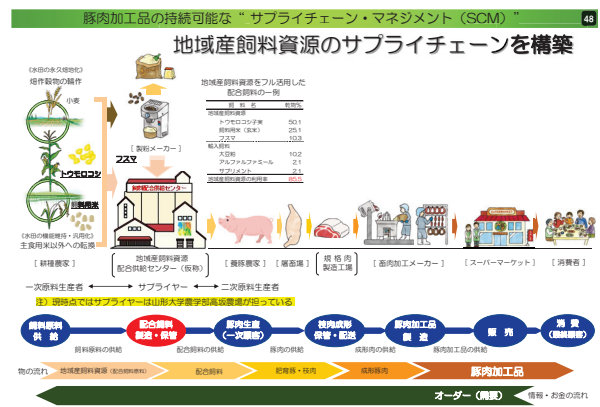 豚肉加工品の持続可能な“ サプライチェーン・マネジメント（SCM）”
48
地域産飼料資源のサプライチェーンを構築
《水田の永久畑地化》
畑作穀物の輪作
小麦
トウモロコシ
飼料用米
《水田の機能維持・汎用化》
主食用米以外への転換
[ 耕種農家 ]
[ 製粉メーカー ]
フスマ
地域産飼料資源をフル活用した
配合飼料の一例
飼　料　名 乾物%
地域産飼料資源
トウモロコシ子実 50.1
飼料用米（玄米） 25.1
フスマ 10.3
輸入飼料
大豆粕 10.2
アルファルファミール 2.1
サプリメント 2.1
地域産飼料資源の利用率 85.5
飼料配合供給センター
地域産飼料資源
配合供給センター（仮称）
[ 養豚農家 ]
[ 屠畜場 ]
規 格 肉
製造工場
[ 畜肉加工メーカー ]
[ スーパーマーケット ]
[ 消費者 ]
一次原料生産者
サプライヤー
二次原料生産者
注）現時点ではサプライヤーは山形大学農学部高坂農場が担っている
飼料原料
供 給
配合飼料
製造・保管
豚肉生産
（一次顧客）
枝肉成形
保管・配送
豚肉加工品
製 造
販 売
消 費
（最終顧客）
飼料原料の供給
配合飼料の供給
豚肉の供給
成形肉の供給
豚肉加工品の供給
物の流れ
地域産飼料資源（配合飼料原料）
配合飼料
肥育豚・枝肉
成形豚肉
豚肉加工品
オーダー（需要）
情報・お金の流れ